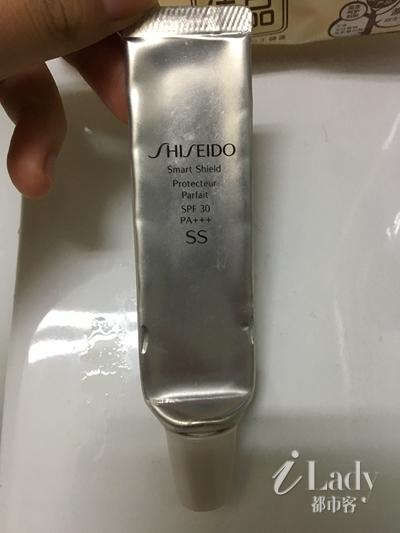 SHISEIDO
Smart Shield
Protecteur
Parfait
SPF 30
PA+++
SS
iLady
都市客